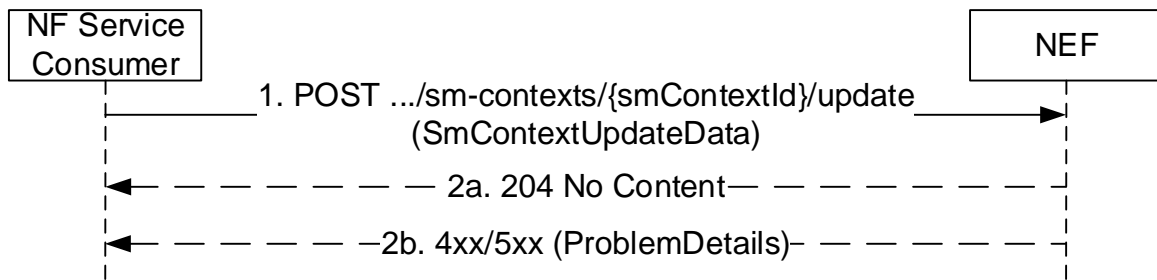 NF Service
Consumer
NEF
1. POST .../sm-contexts/{smContextId}/update
(SmContextUpdateData)
2a. 204 No Content
2b. 4xx/5xx (ProblemDetails)